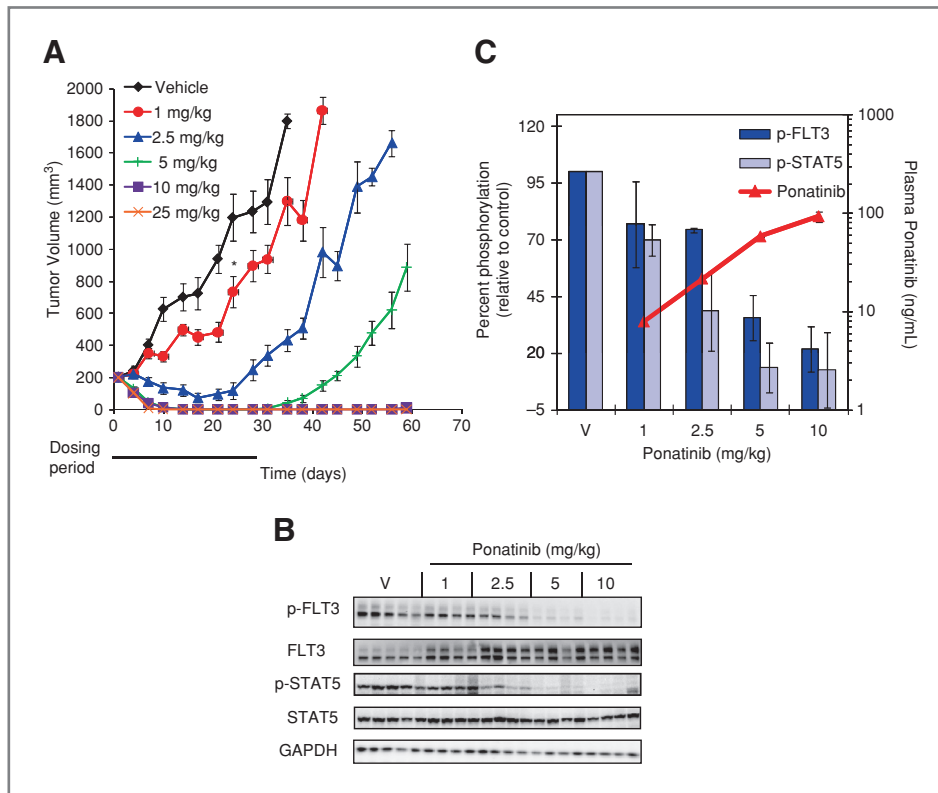 A
Vehicle
1 mg/kg
2.5 mg/kg
5 mg/kg
10 mg/kg
25 mg/kg
Tumor Volume (mm³)
2000
1800
1600
1400
1200
1000
800
600
400
200
0
*
0 10 20 30 40 50 60 70
Dosing period
Time (days)
C
p-FLT3
p-STAT5
Ponatinib
Percent phosphorylation
(relative to control)
120
95
70
45
20
–5
1000
100
10
1
Plasma Ponatinib (ng/mL)
V 1 2.5 5 10
Ponatinib (mg/kg)
B
Ponatinib (mg/kg)
V 1 2.5 5 10
p-FLT3
FLT3
p-STAT5
STAT5
GAPDH